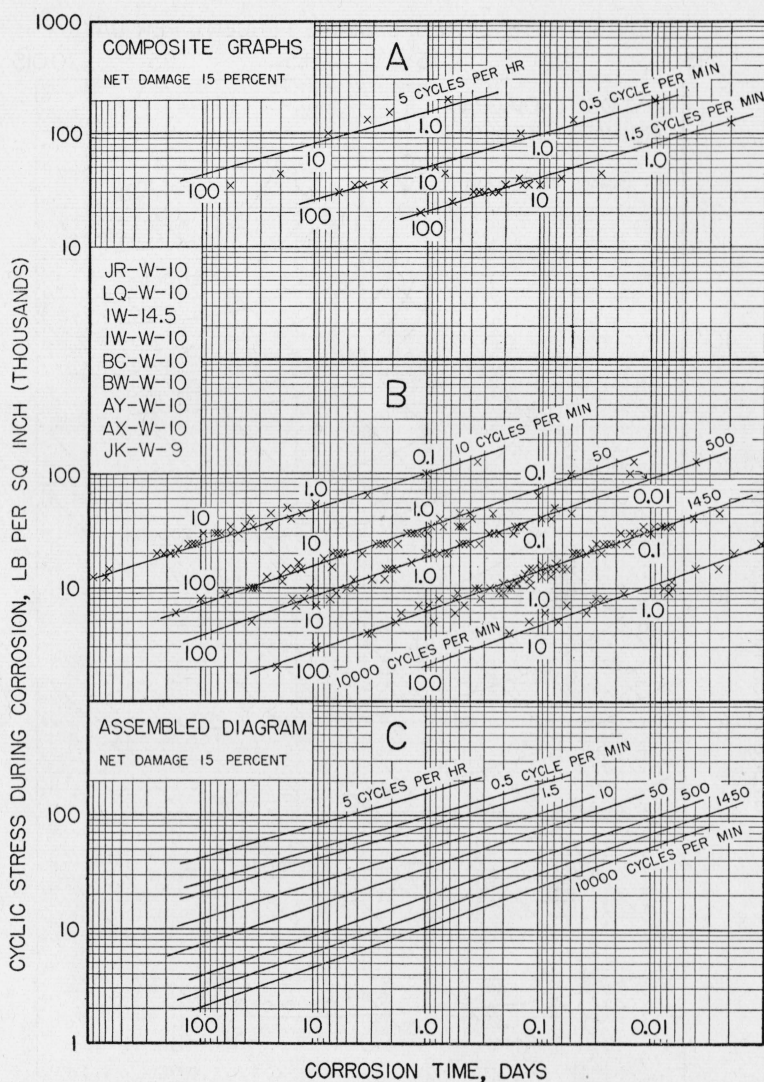 1000
COMPOSITE GRAPHS
NET DAMAGE 15 PERCENT
A
5 CYCLES PER HR
0.5 CYCLE PER MIN
1.5 CYCLES PER MIN
100
1.0
1.0
1.0
10
10
10
100
100
100
10
JR-W-10
LQ-W-10
IW-14.5
IW-W-10
BC-W-10
BW-W-10
AY-W-10
AX-W-10
JK-W-9
B
10 CYCLES PER MIN
50
500
1450
10000 CYCLES PER MIN
100
0.1
0.1
0.01
1.0
1.0
0.1
0.1
10
10
1.0
1.0
1.0
100
10
10
100
100
100
10
ASSEMBLED DIAGRAM
NET DAMAGE 15 PERCENT
C
5 CYCLES PER HR
0.5 CYCLE PER MIN
1.5
10
50
500
1450
10000 CYCLES PER MIN
100
10
1
100
10
1.0
0.1
0.01
CORROSION TIME, DAYS
CYCLIC STRESS DURING CORROSION, LB PER SQ INCH (THOUSANDS)